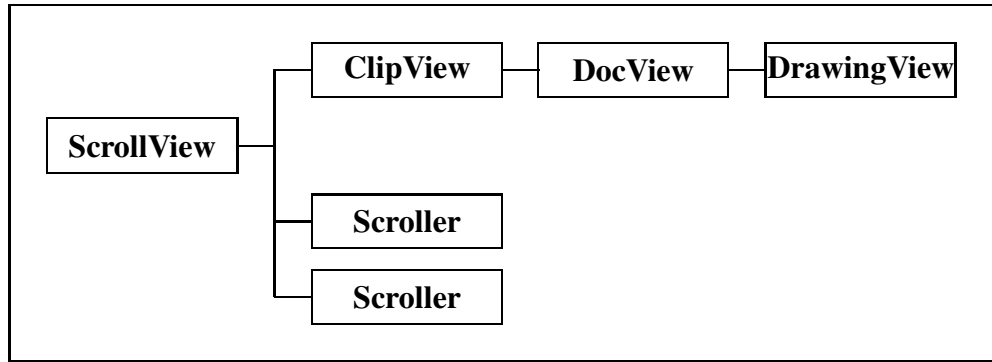 ClipView
DocView
DrawingView
ScrollView
Scroller
Scroller